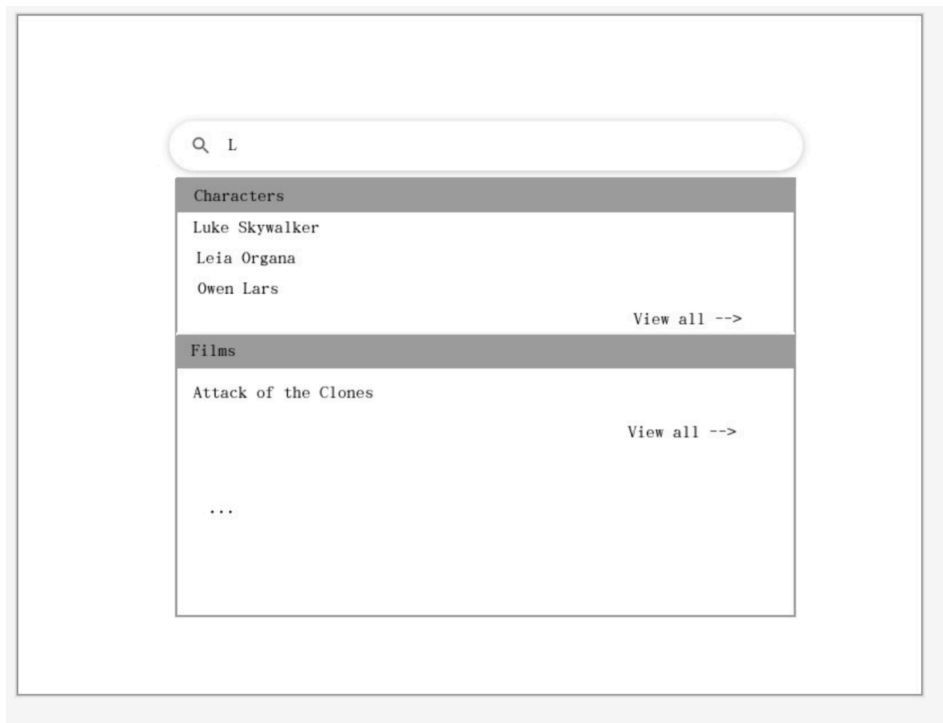 L
Characters
Luke Skywalker
Leia Organa
Owen Lars
View all -->
Films
Attack of the Clones
View all -->
...